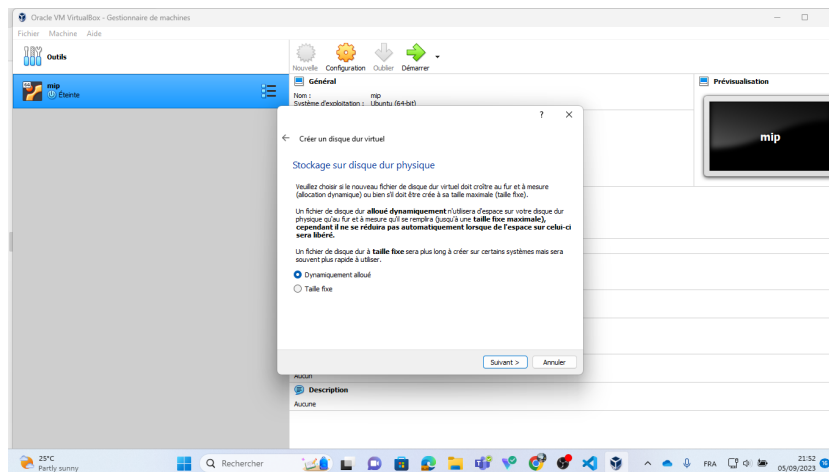 Oracle VM VirtualBox - Gestionnaire de machines
Fichier Machine Aide
Outils
Nouvelle Configuration Oublier Démarrer
mip
Éteinte
Général
Nom : mip
Système d'exploitation : Ubuntu (64-bit)
Prévisualisation
mip
? ×
← Créer un disque dur virtuel
Stockage sur disque dur physique
Veuillez choisir si le nouveau fichier de disque dur virtuel doit croître au fur et à mesure
(allocation dynamique) ou bien s'il doit être crée à sa taille maximale (taille fixe).
Un fichier de disque dur alloué dynamiquement n'utilisera d'espace sur votre disque dur
physique qu'au fur et à mesure qu'il se remplira (jusqu'à une taille fixe maximale),
cependant il ne se réduira pas automatiquement lorsque de l'espace sur celui-ci
sera libéré.
Un fichier de disque dur à taille fixe sera plus long à créer sur certains systèmes mais sera
souvent plus rapide à utiliser.
Dynamiquement alloué
Taille fixe
Suivant > Annuler
Aucun
Description
Aucune
25°C
Partly sunny
Rechercher
FRA
21:52
05/09/2023